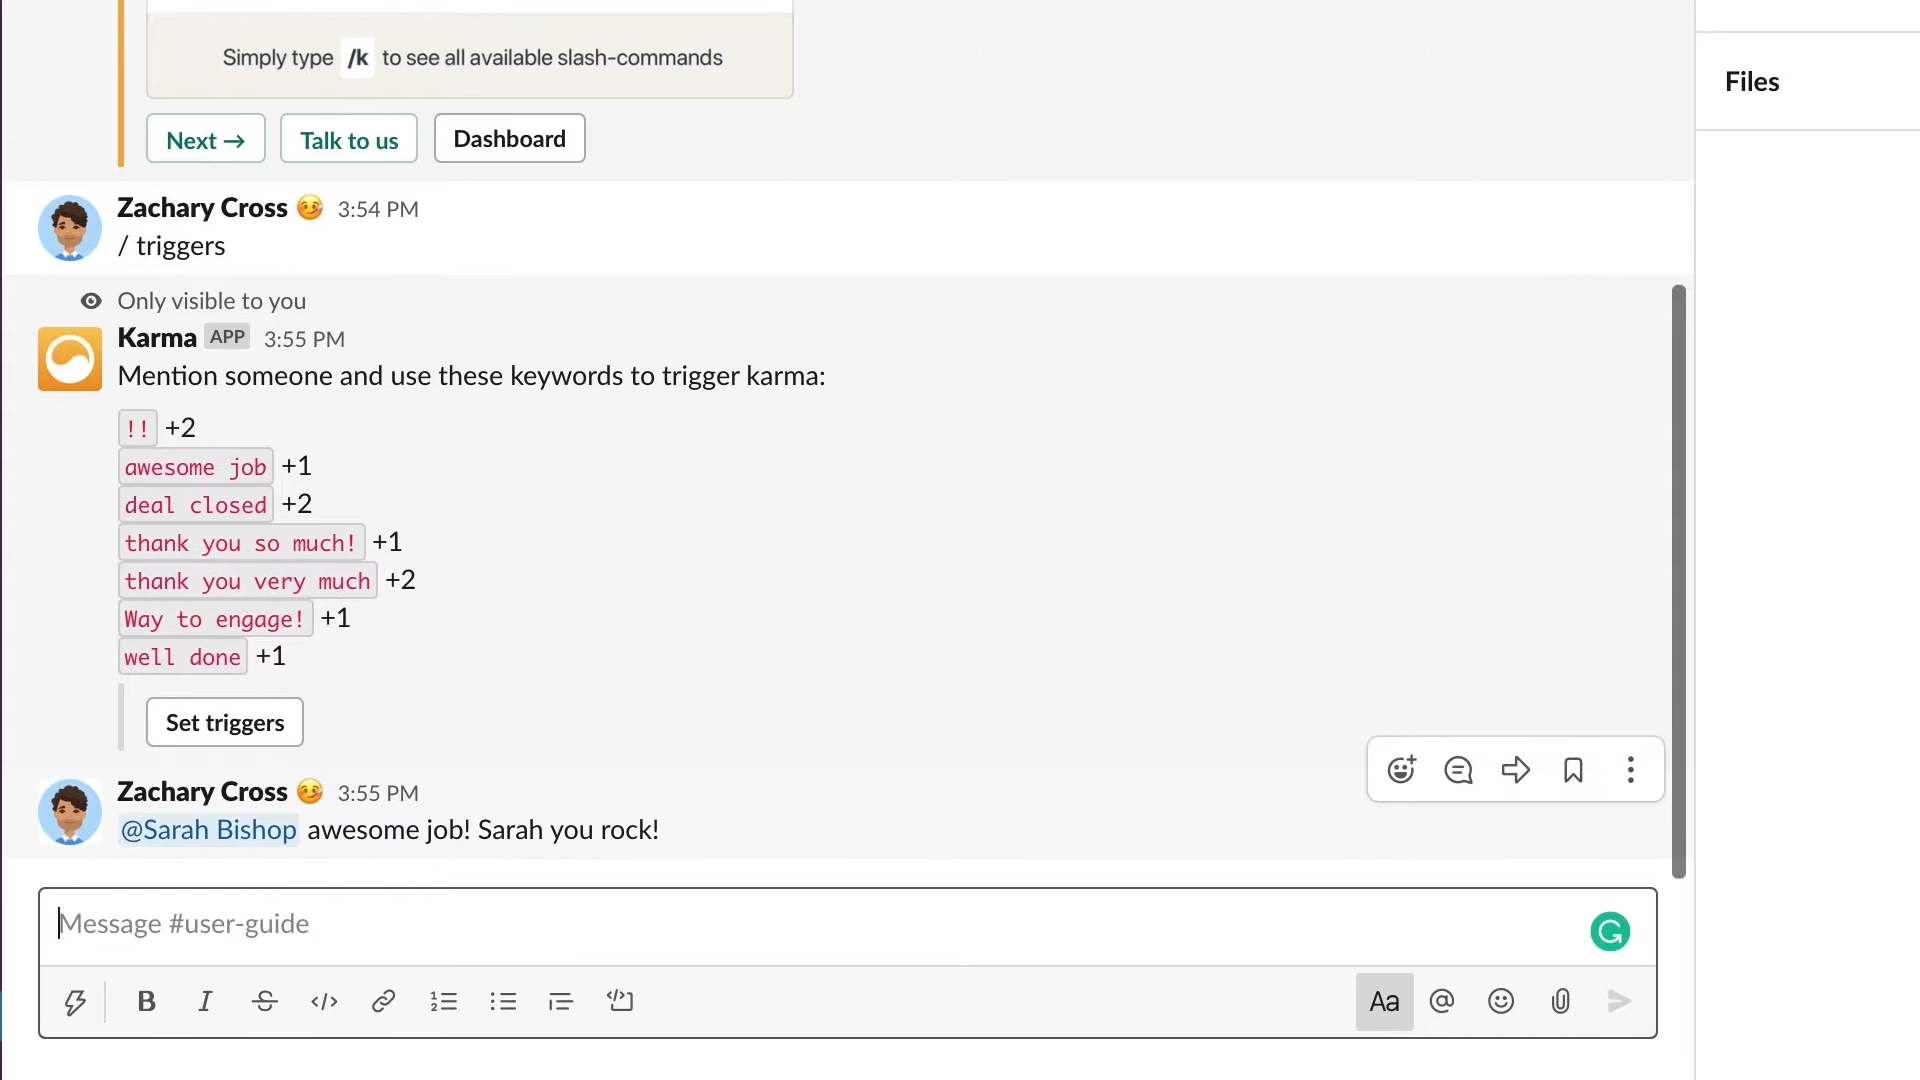 Simply type /k to see all available slash-commands
Files
Next → Talk to us Dashboard
Zachary Cross 3:54 PM
/ triggers
Only visible to you
Karma APP 3:55 PM
Mention someone and use these keywords to trigger karma:
!! +2
awesome job +1
deal closed +2
thank you so much! +1
thank you very much +2
Way to engage! +1
well done +1
Set triggers
Zachary Cross 3:55 PM
@Sarah Bishop awesome job! Sarah you rock!
Message #user-guide
B I S </> Aa @